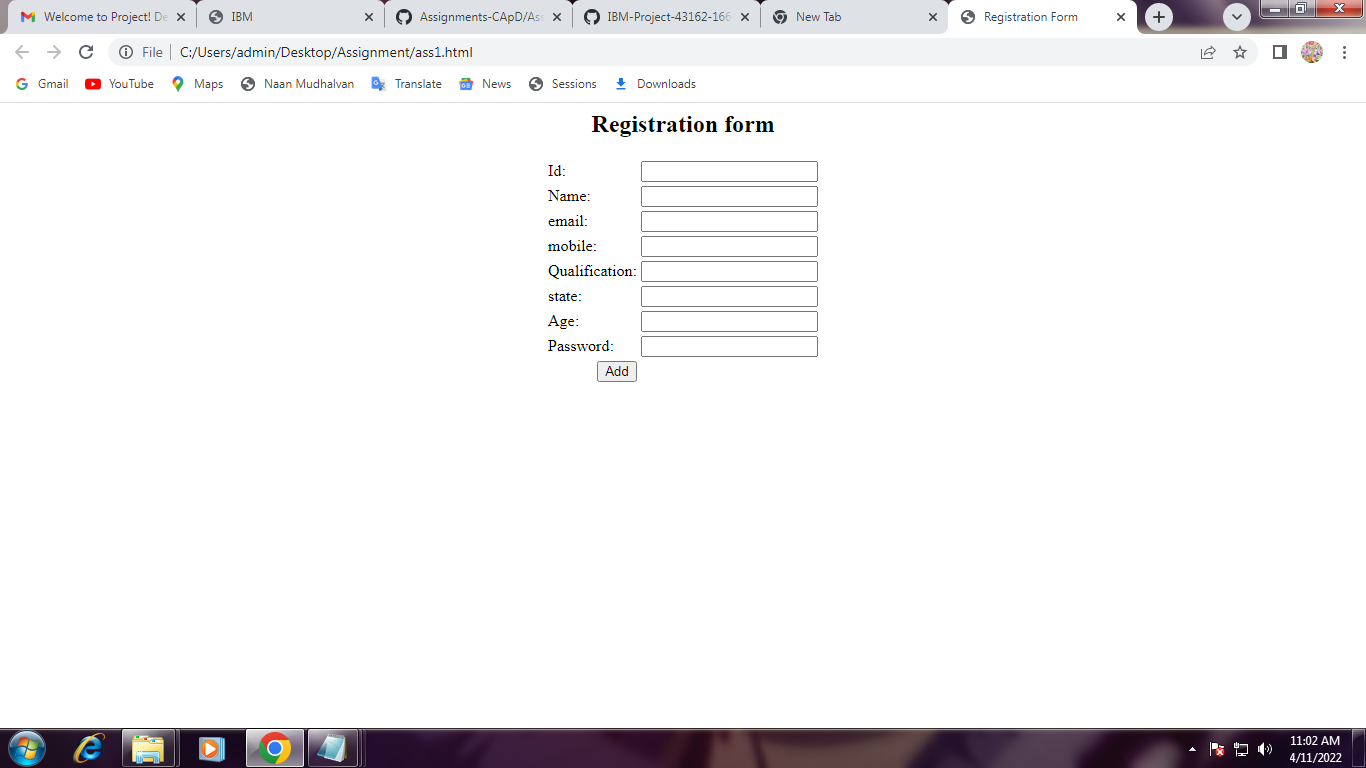 Welcome to Project! De
IBM
Assignments-CApD/Ass
IBM-Project-43162-166
New Tab
Registration Form
File
C:/Users/admin/Desktop/Assignment/ass1.html
Gmail
YouTube
Maps
Naan Mudhalvan
Translate
News
Sessions
Downloads
Registration form
Id:
Name:
email:
mobile:
Qualification:
state:
Age:
Password:
Add
11:02 AM
4/11/2022